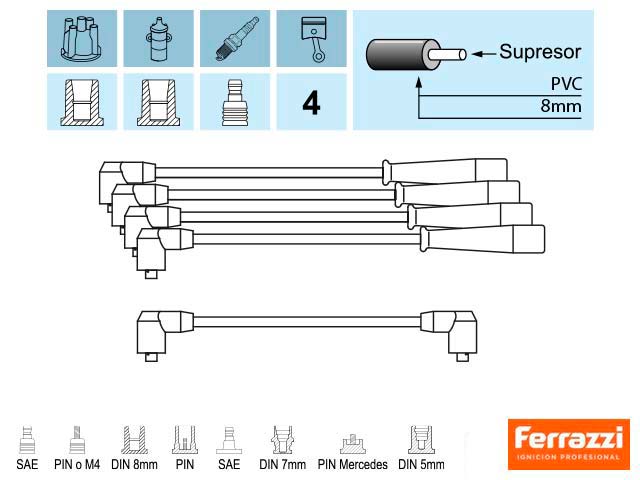 Supresor
PVC
8mm
4
SAE PIN o M4 DIN 8mm PIN SAE DIN 7mm PIN Mercedes DIN 5mm
Ferrazzi
IGNICION PROFESIONAL